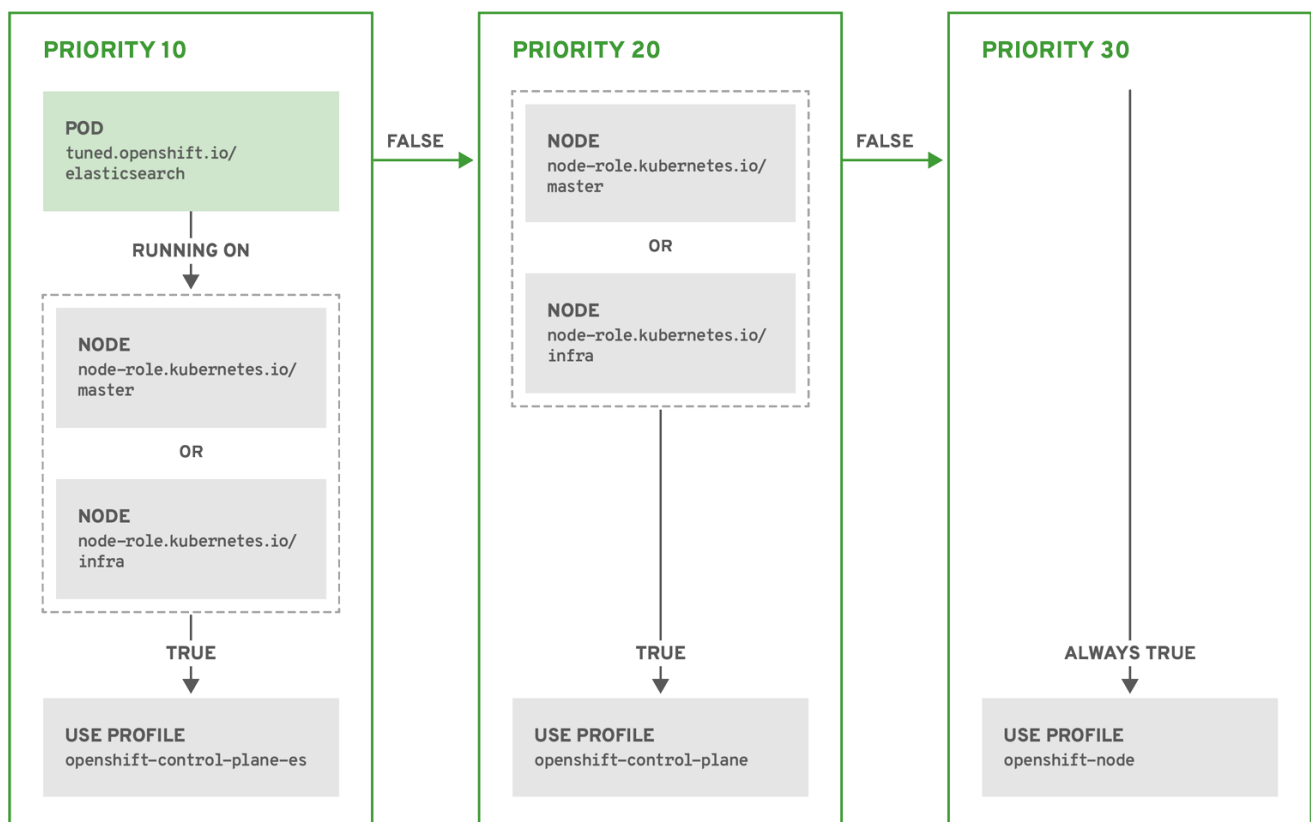 PRIORITY 10
POD
tuned.openshift.io/
elasticsearch
RUNNING ON
NODE
node-role.kubernetes.io/
master
OR
NODE
node-role.kubernetes.io/
infra
TRUE
USE PROFILE
openshift-control-plane-es
FALSE
PRIORITY 20
NODE
node-role.kubernetes.io/
master
OR
NODE
node-role.kubernetes.io/
infra
TRUE
USE PROFILE
openshift-control-plane
FALSE
PRIORITY 30
ALWAYS TRUE
USE PROFILE
openshift-node